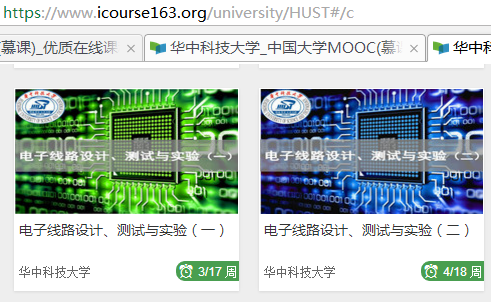 https://www.icourse163.org/university/HUST#/c
慕课)_优质在线课
华中科技大学_中国大学MOOC(慕课
华中科
电子线路设计、测试与实验(一)
电子线路设计、测试与实验(二)
电子线路设计、测试与实验(一)
电子线路设计、测试与实验(二)
华中科技大学
3/17 周
华中科技大学
4/18 周